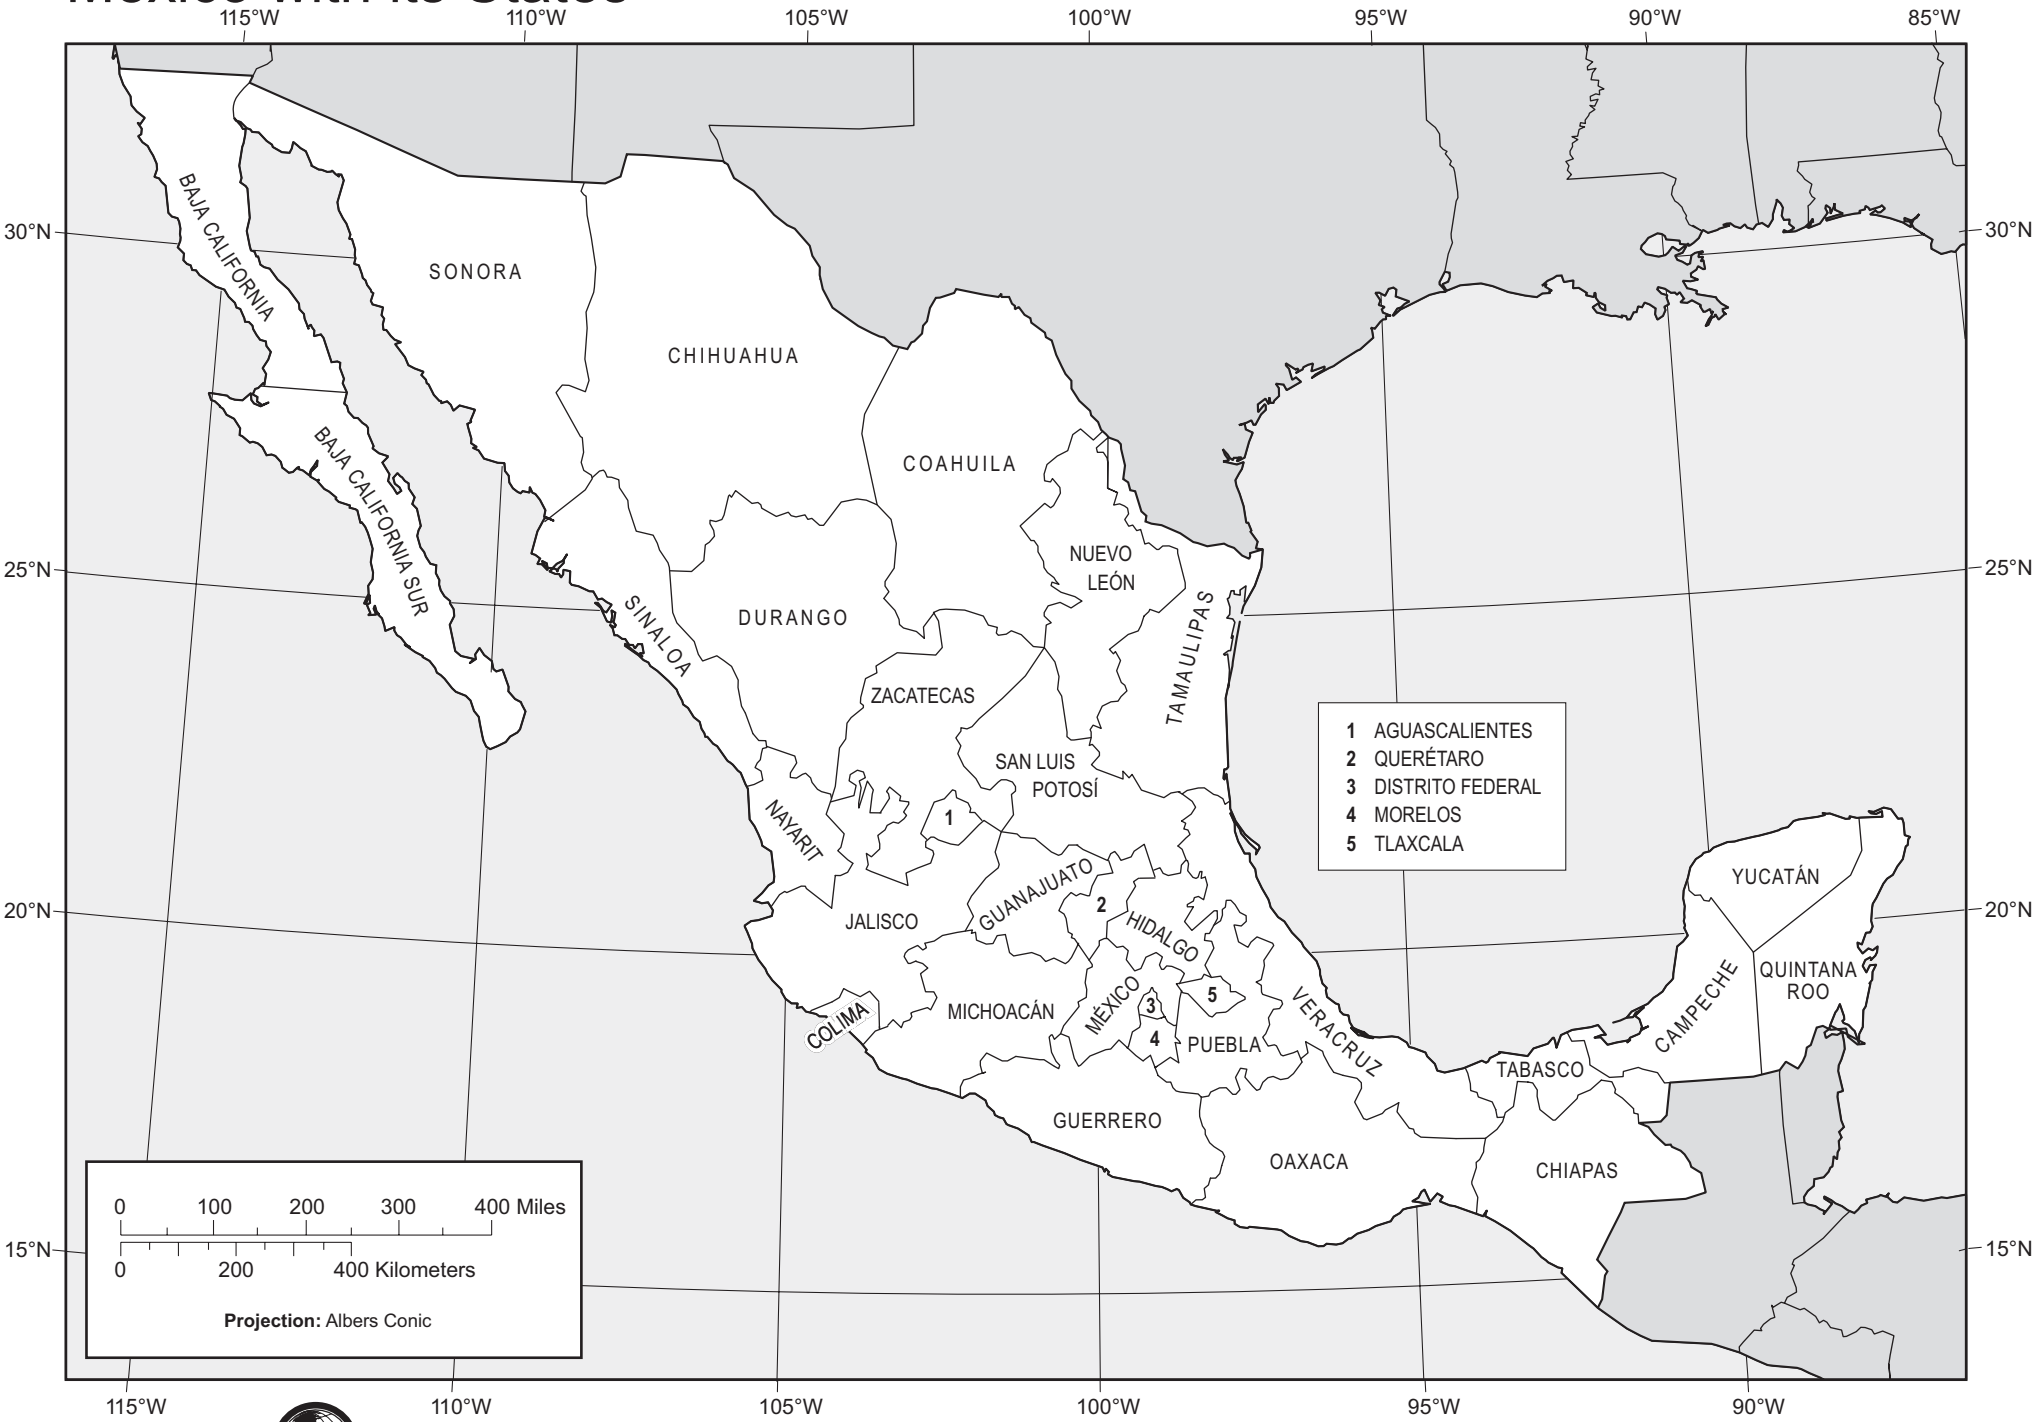 Mexico with its States
115°W 110°W 105°W 100°W 95°W 90°W 85°W
30°N 30°N
BAJA CALIFORNIA
SONORA
CHIHUAHUA
COAHUILA
BAJA CALIFORNIA SUR
NUEVO
LEÓN
25°N 25°N
SINALOA
DURANGO
TAMAULIPAS
ZACATECAS
SAN LUIS
POTOSÍ
1 AGUASCALIENTES
2 QUERÉTARO
3 DISTRITO FEDERAL
4 MORELOS
5 TLAXCALA
NAYARIT
1
YUCATÁN
GUANAJUATO
2
20°N 20°N
JALISCO
HIDALGO
QUINTANA
ROO
CAMPECHE
MÉXICO
3
5
MICHOACÁN
COLIMA
4
PUEBLA
VERACRUZ
TABASCO
GUERRERO
OAXACA
CHIAPAS
0 100 200 300 400 Miles
0 200 400 Kilometers
Projection: Albers Conic
15°N 15°N
115°W 110°W 105°W 100°W 95°W 90°W